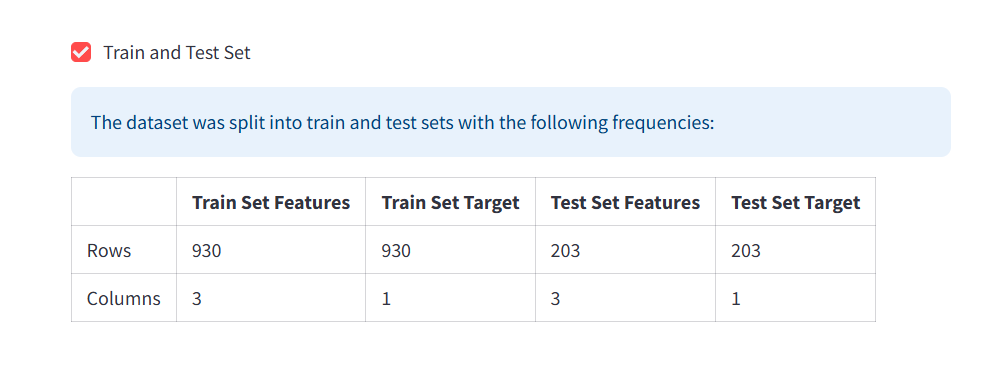 Train and Test Set
The dataset was split into train and test sets with the following frequencies:
Train Set Features Train Set Target Test Set Features Test Set Target
Rows 930 930 203 203
Columns 3 1 3 1